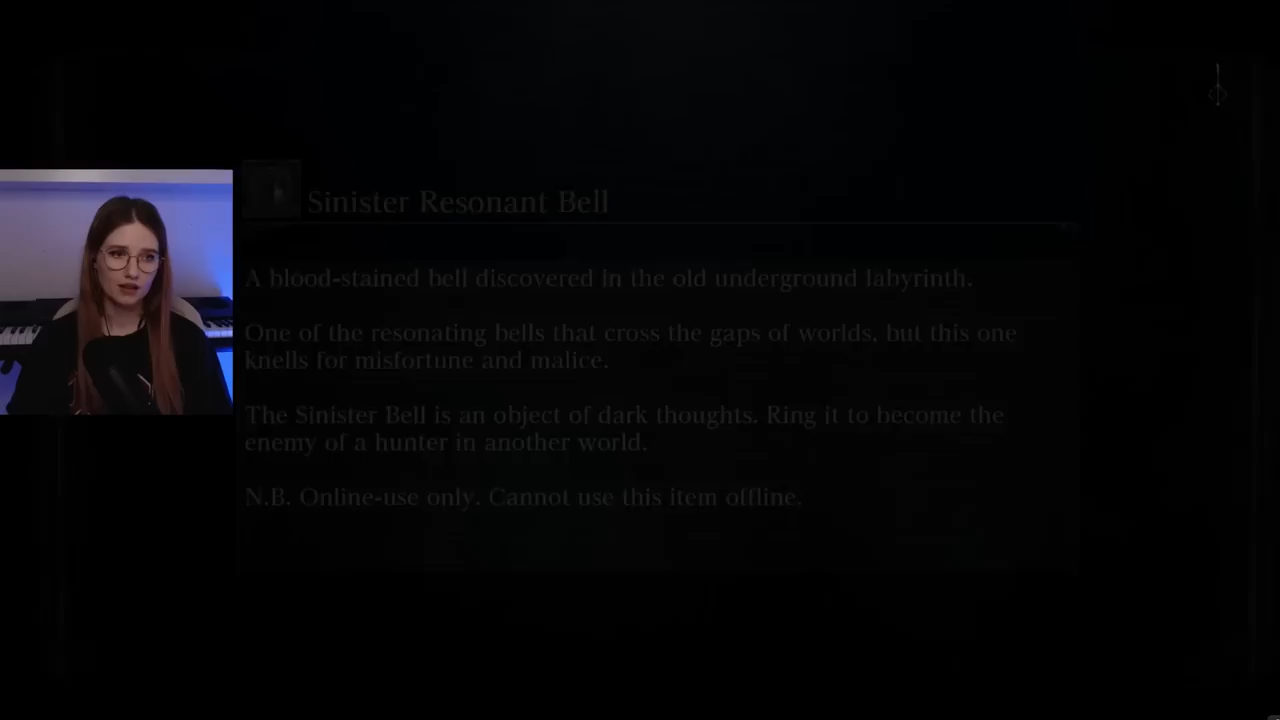 Sinister Resonant Bell
A blood-stained bell discovered in the old underground labyrinth.
One of the resonating bells that cross the gaps of worlds, but this one
knells for misfortune and malice.
The Sinister Bell is an object of dark thoughts. Ring it to become the
enemy of a hunter in another world.
N.B. Online-use only. Cannot use this item offline.